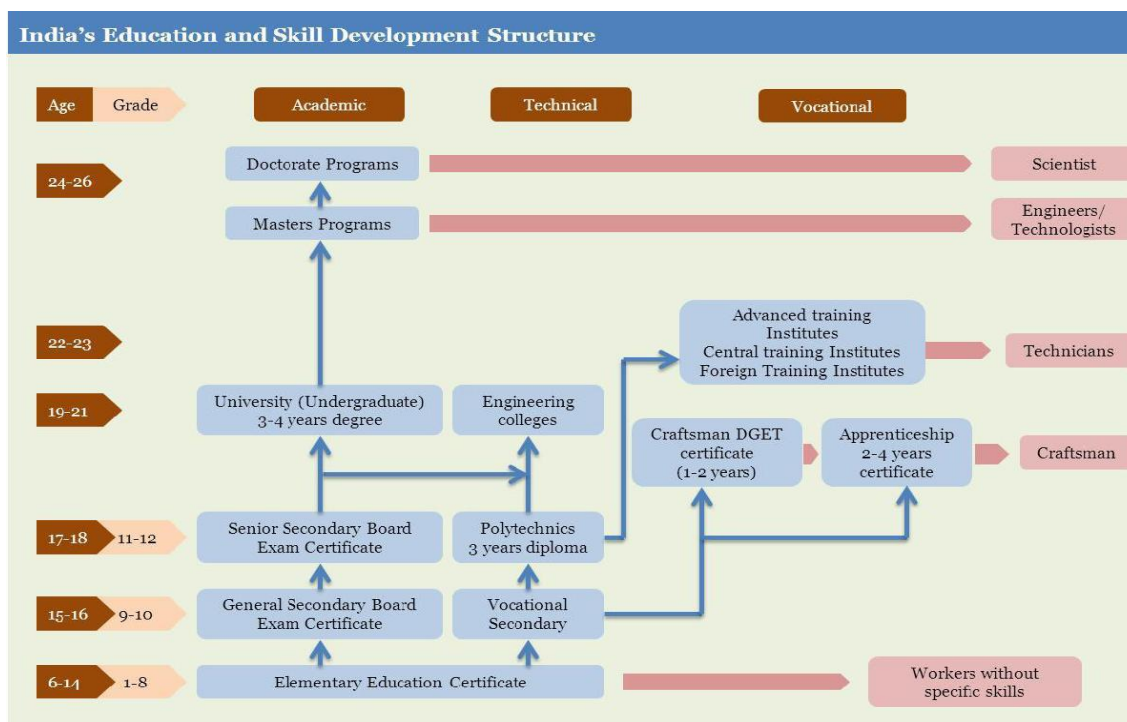 India's Education and Skill Development Structure
Age
Grade
Academic
Technical
Vocational
24-26
Doctorate Programs
Scientist
Masters Programs
Engineers/
Technologists
22-23
Advanced training
Institutes
Central training Institutes
Foreign Training Institutes
Technicians
19-21
University (Undergraduate)
3-4 years degree
Engineering
colleges
Craftsman DGET
certificate
(1-2 years)
Apprenticeship
2-4 years
certificate
Craftsman
17-18
11-12
Senior Secondary Board
Exam Certificate
Polytechnics
3 years diploma
15-16
9-10
General Secondary Board
Exam Certificate
Vocational
Secondary
6-14
1-8
Elementary Education Certificate
Workers without
specific skills